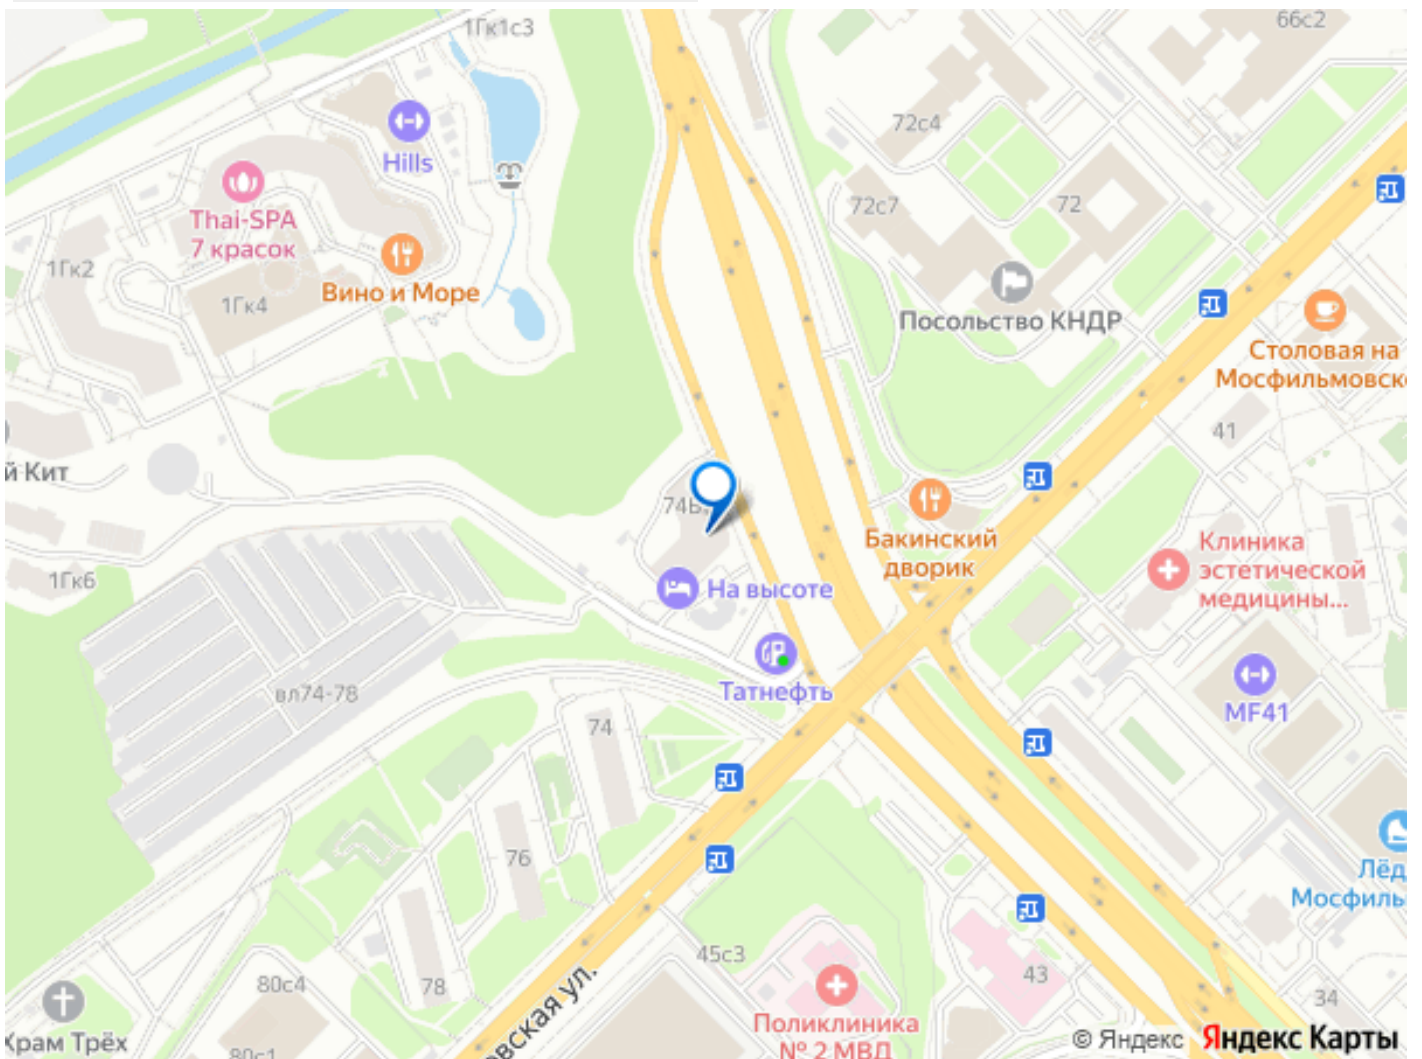 1Гк1с3
66с2
Hills
72с4
Thai-SPA
7 красок
72с7
72
1Гк2
Вино и Море
1Гк4
Посольство КНДР
Столовая на
Мосфильмовск
41
й Кит
74Б
Бакинский
дворик
Клиника
эстетической
медицины...
1Гк6
На высоте
Татнефть
вл74-78
MF41
74
76
Лёд
Мосфиль
45с3
43
80с4
78
34
овская ул.
Храм Трёх
Поликлиника
№ 2 МВД
80с1
© Яндекс Яндекс Карты